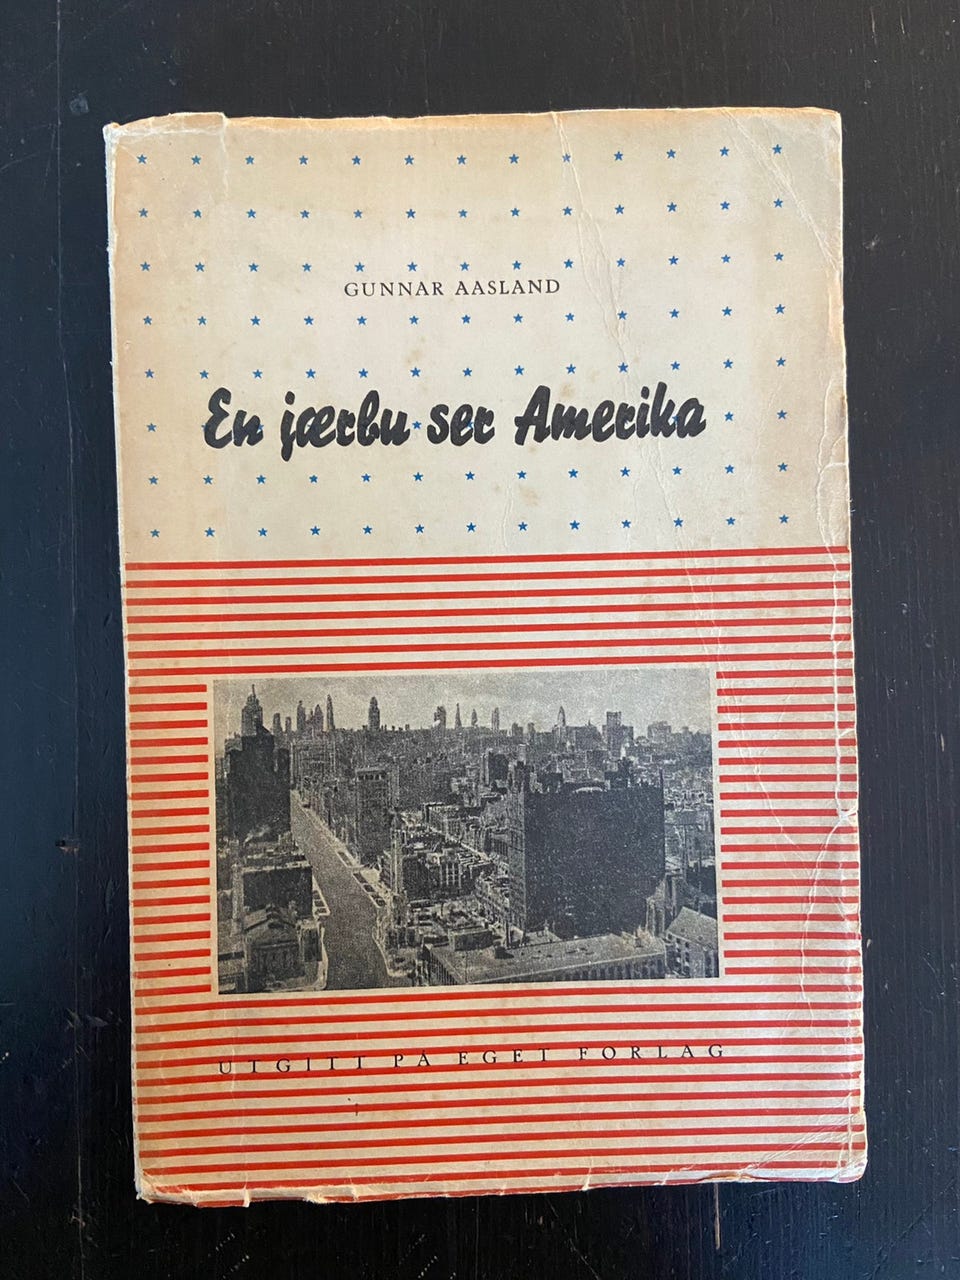 GUNNAR AASLAND
En jærbu ser Amerika
UTGITT PÅ EGET FORLAG